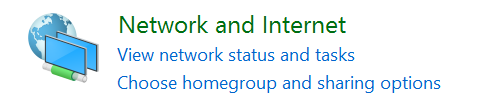 Network and Internet
View network status and tasks
Choose homegroup and sharing options